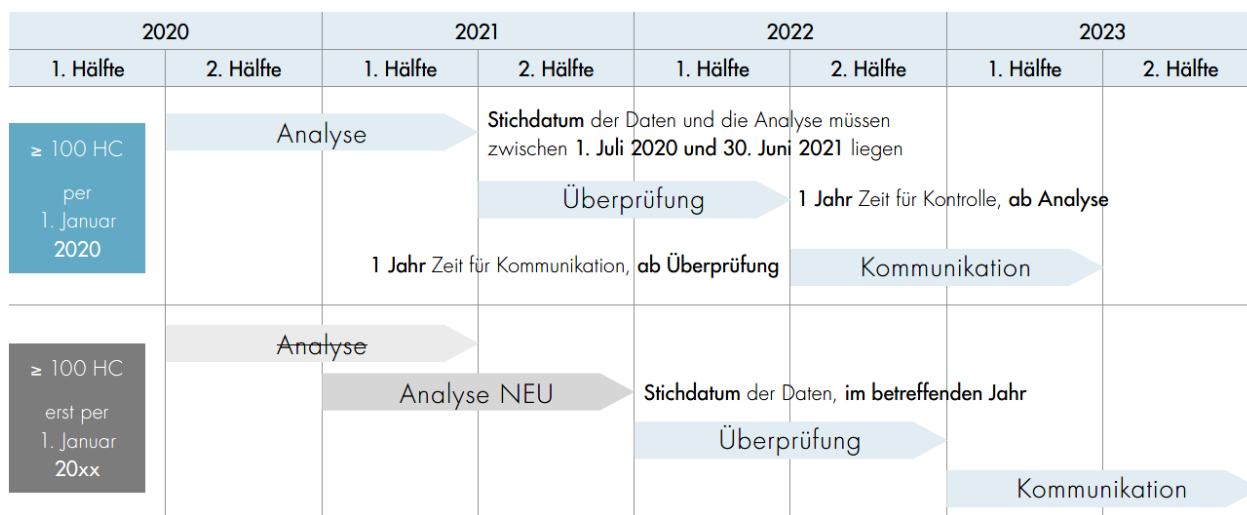 2020 2021 2022 2023
1. Hälfte 2. Hälfte 1. Hälfte 2. Hälfte 1. Hälfte 2. Hälfte 1. Hälfte 2. Hälfte
≥ 100 HC
per
1. Januar
2020
Analyse
Stichdatum der Daten und die Analyse müssen
zwischen 1. Juli 2020 und 30. Juni 2021 liegen
Überprüfung
1 Jahr Zeit für Kontrolle, ab Analyse
1 Jahr Zeit für Kommunikation, ab Überprüfung
Kommunikation
≥ 100 HC
erst per
1. Januar
20xx
Analyse
Analyse NEU
Stichdatum der Daten, im betreffenden Jahr
Überprüfung
Kommunikation